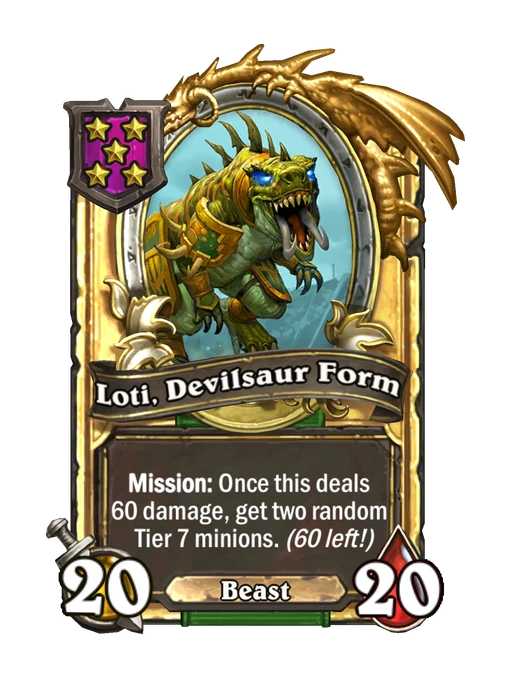 Loti, Devilsaur Form
Mission: Once this deals
60 damage, get two random
Tier 7 minions. (60 left!)
20
Beast
20